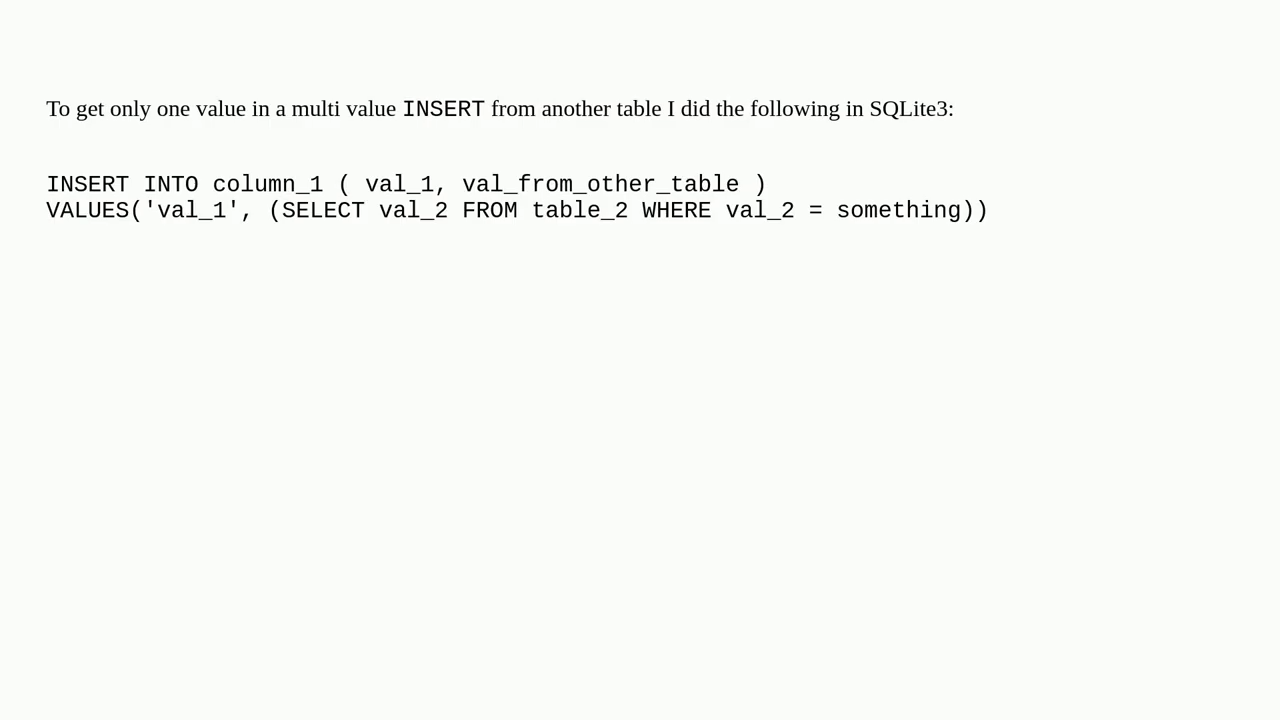 To get only one value in a multi value INSERT from another table I did the following in SQLite3:
INSERT INTO column_1 ( val_1, val_from_other_table )
VALUES('val_1', (SELECT val_2 FROM table_2 WHERE val_2 = something))